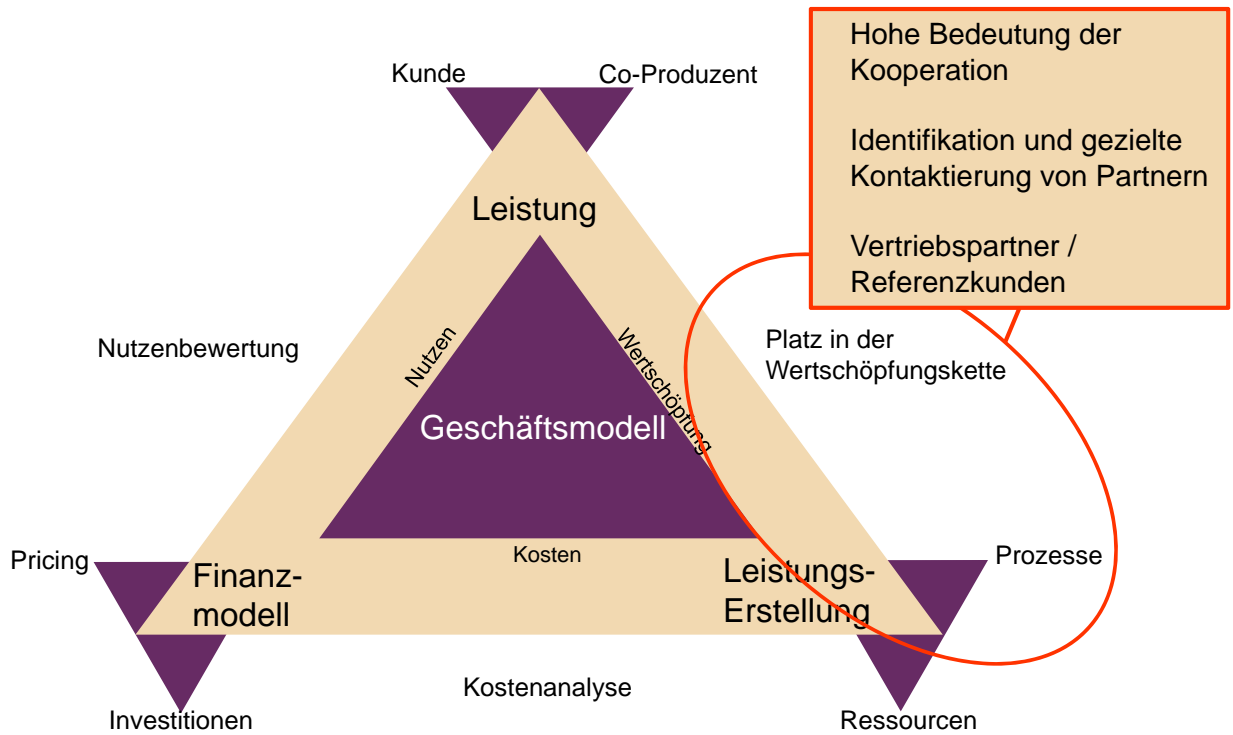 Hohe Bedeutung der
Kooperation
Identifikation und gezielte
Kontaktierung von Partnern
Vertriebspartner /
Referenzkunden
Kunde
Co-Produzent
Leistung
Nutzenbewertung
Nutzen
Wertschöpfung
Platz in der
Wertschöpfungskette
Geschäftsmodell
Kosten
Pricing
Finanz-
modell
Leistungs-
Erstellung
Prozesse
Kostenanalyse
Investitionen
Ressourcen